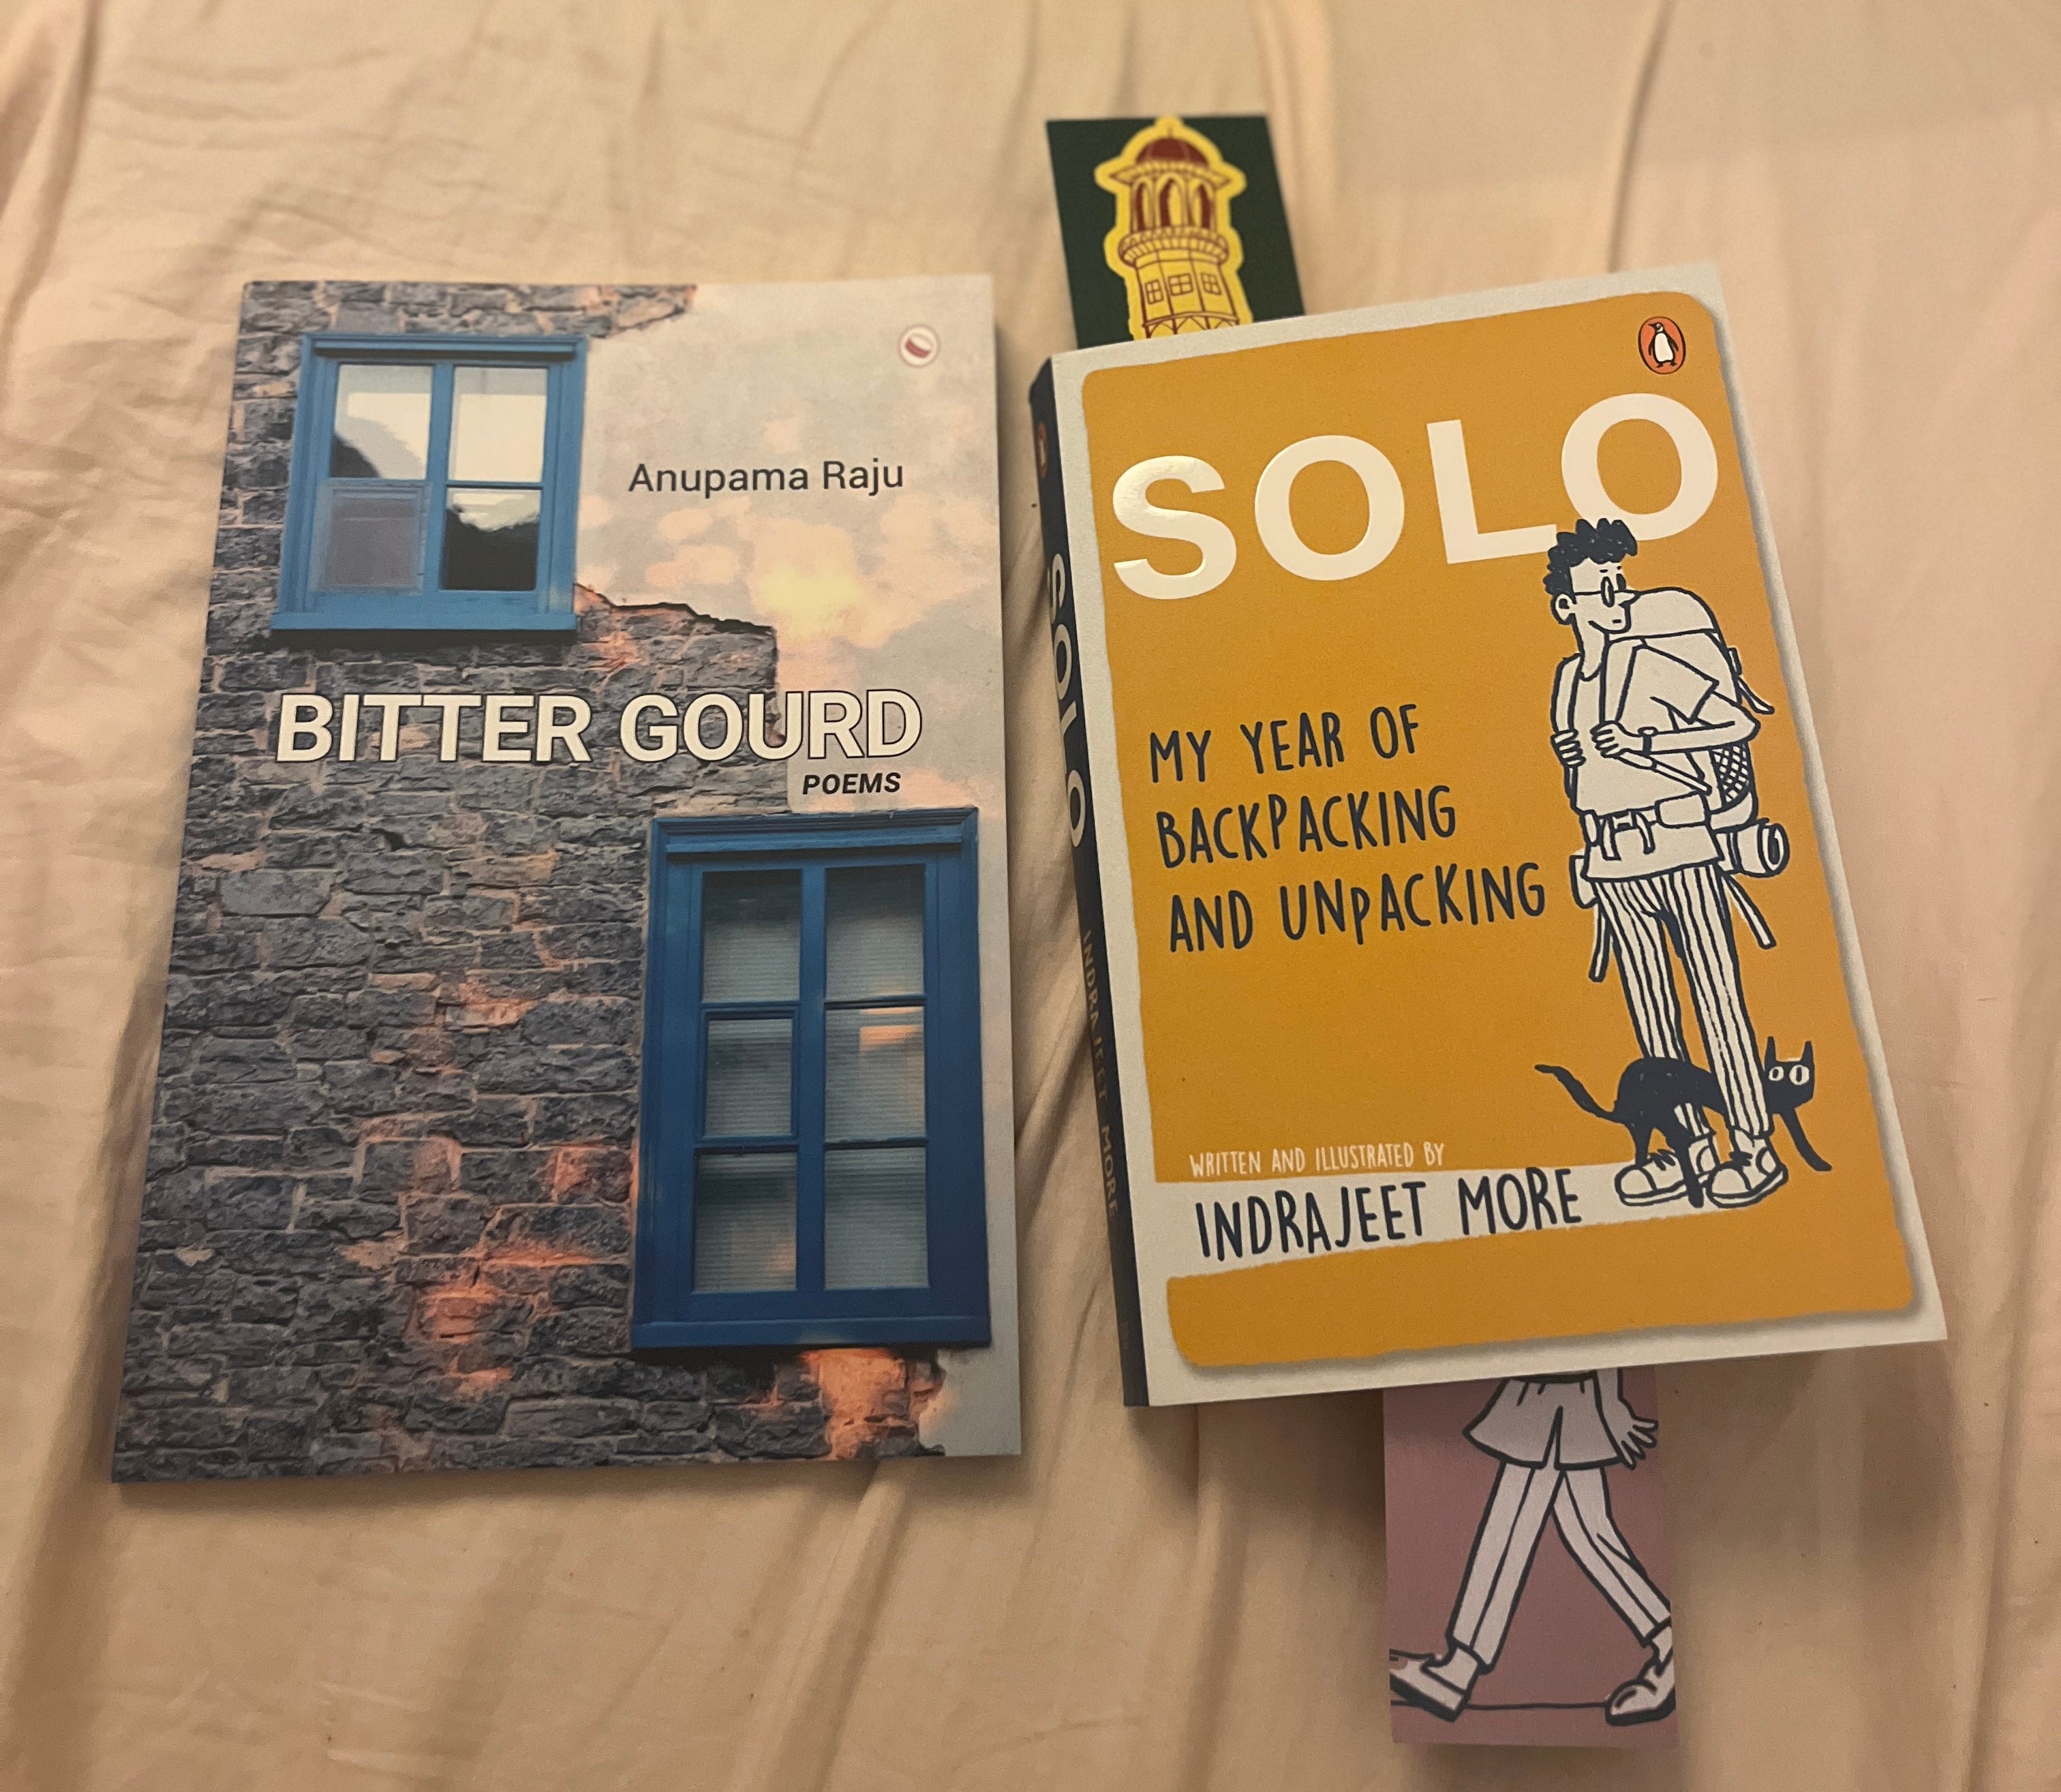 Anupama Raju
BITTER GOURD
POEMS
SOLO
MY YEAR OF
BACKPACKING
AND UNPACKING
WRITTEN AND ILLUSTRATED BY
INDRAJEET MORE
SOLO
INDRAJEET MORE